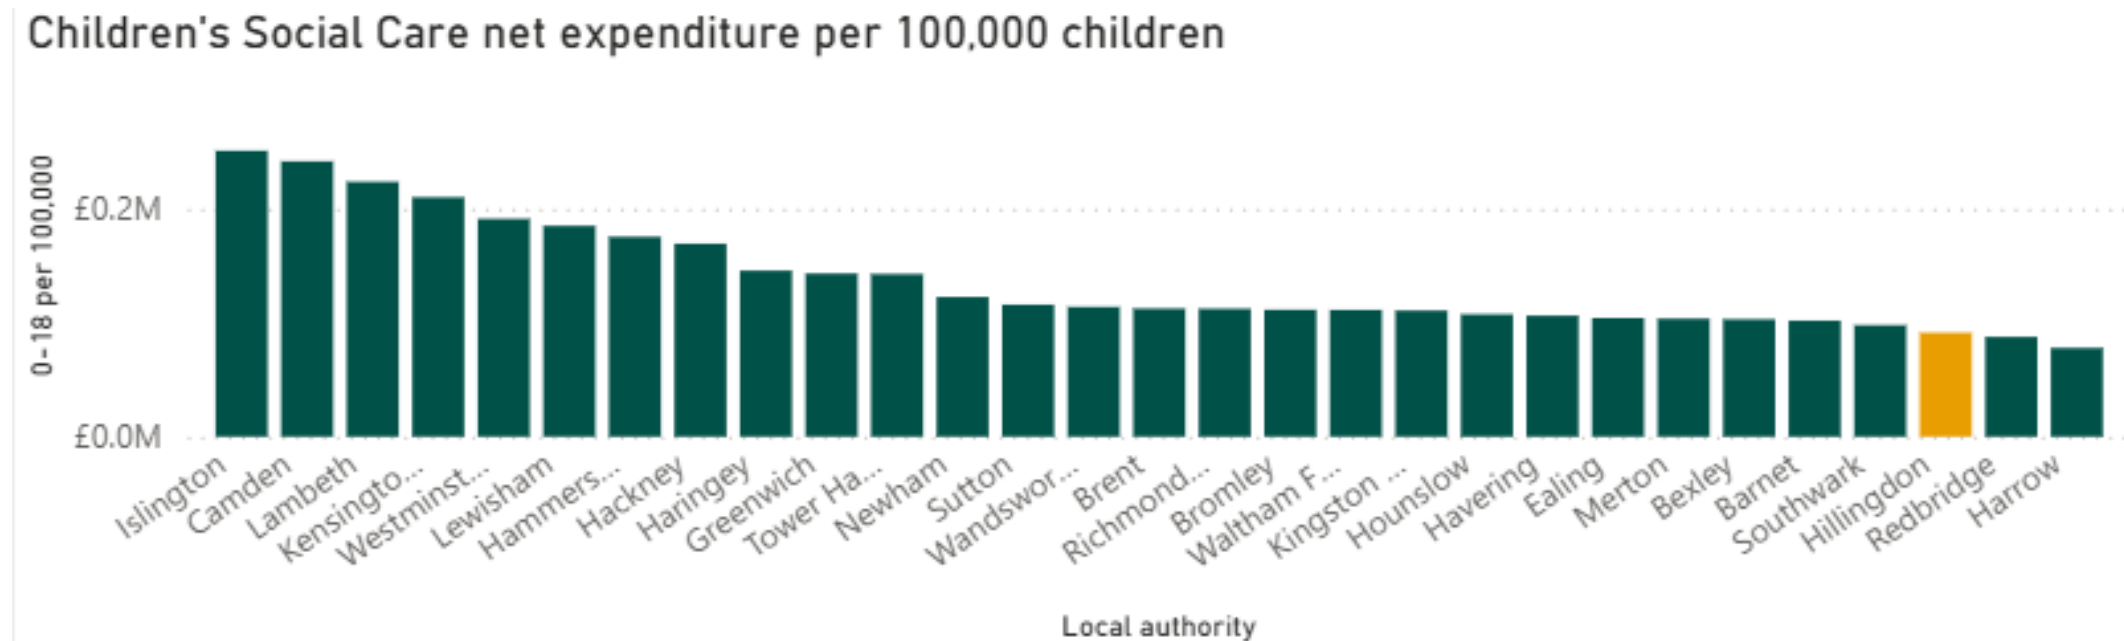 Children's Social Care net expenditure per 100,000 children
0-18 per 100,000
£0.2M
£0.0M
Islington
Camden
Lambeth
Kensingto...
Westminst...
Lewisham
Hammers...
Hackney
Haringey
Greenwich
Tower Ha...
Newham
Sutton
Wandswor...
Brent
Richmond...
Bromley
Waltham F...
Kingston ...
Hounslow
Havering
Ealing
Merton
Bexley
Barnet
Southwark
Hillingdon
Redbridge
Harrow
Local authority